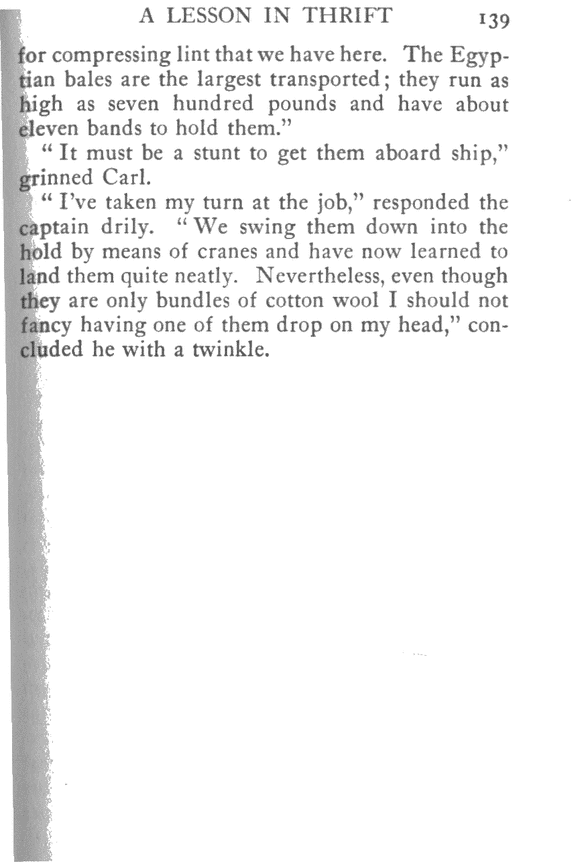 A LESSON IN THRIFT 139
for compressing lint that we have here. The Egyp-
tian bales are the largest transported; they run as
high as seven hundred pounds and have about
eleven bands to hold them.”
“ It must be a stunt to get them aboard ship,”
grinned Carl.
“ I've taken my turn at the job,” responded the
captain drily. “ We swing them down into the
hold by means of cranes and have now learned to
land them quite neatly. Nevertheless, even though
they are only bundles of cotton wool I should not
fancy having one of them drop on my head,” con-
cluded he with a twinkle.